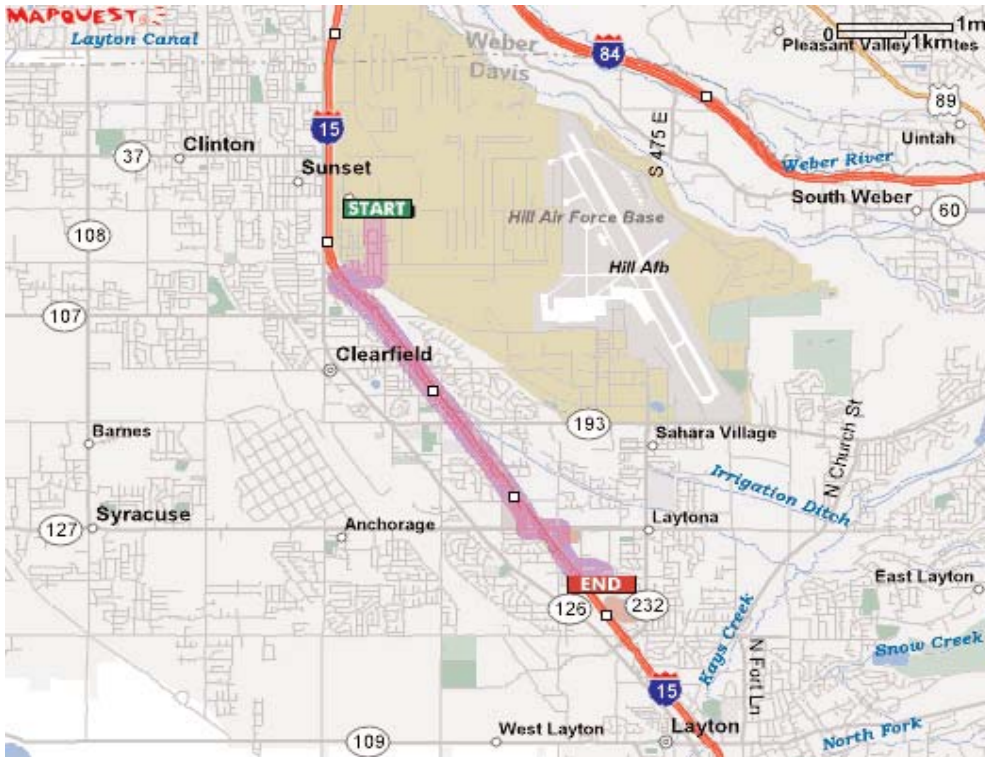 MAPQUEST
Layton Canal
108
Weber
Davis
84
0 1m
1kmtes
Pleasant Valley
89
Uintah
15
37
Clinton
Sunset
S 475 E
Weber River
South Weber
60
START
Hill Air Force Base
Hill Afb
108
107
Clearfield
193
Barnes
Sahara Village
N Church St
Irrigation Ditch
127
Syracuse
Anchorage
Laytona
END
126
232
East Layton
Kays Creek
N Fort Ln
Snow Creek
15
West Layton
Layton
109
North Fork